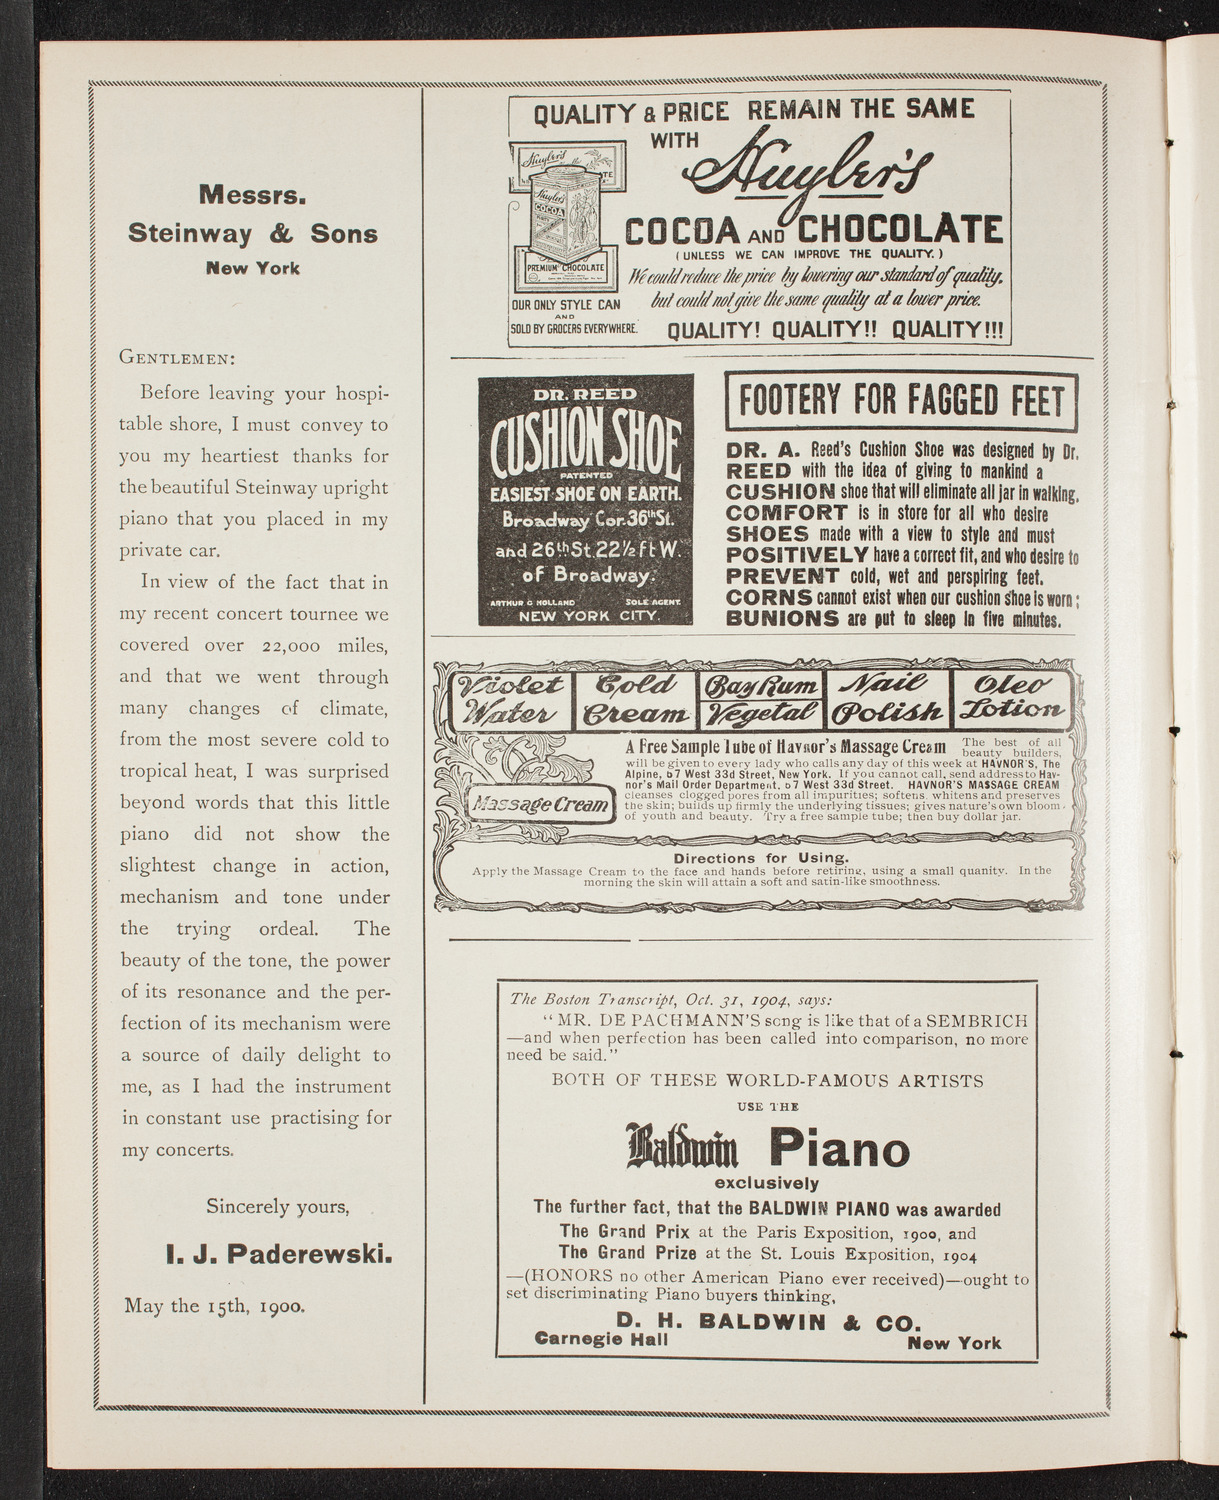 Messrs.
Steinway & Sons
New York
GENTLEMEN:
Before leaving your hospi-
table shore, I must convey to
you my heartiest thanks for
the beautiful Steinway upright
piano that you placed in my
private car.
In view of the fact that in
my recent concert tournee we
covered over 22,000 miles,
and that we went through
many changes of climate,
from the most severe cold to
tropical heat, I was surprised
beyond words that this little
piano did not show the
slightest change in action,
mechanism and tone under
the trying ordeal. The
beauty of the tone, the power
of its resonance and the per-
fection of its mechanism were
a source of daily delight to
me, as I had the instrument
in constant use practising for
my concerts.
Sincerely yours,
I. J. Paderewski.
May the 15th, 1900.
QUALITY & PRICE REMAIN THE SAME
WITH Huyler's
COCOA AND CHOCOLATE
(UNLESS WE CAN IMPROVE THE QUALITY.)
We could reduce the price by lowering our standard of quality,
but could not give the same quality at a lower price.
QUALITY! QUALITY!! QUALITY!!!
Huyler's
Huyler's
COCOA
PREMIUM CHOCOLATE
OUR ONLY STYLE CAN
AND
SOLD BY GROCERS EVERYWHERE.
DR. REED
CUSHION SHOE
PATENTED
EASIEST SHOE ON EARTH.
Broadway Cor. 36th St.
and 26th St. 22½ ft W.
of Broadway.
ARTHUR G HOLLAND SOLE AGENT.
NEW YORK CITY.
FOOTERY FOR FAGGED FEET
DR. A. Reed's Cushion Shoe was designed by Dr.
REED with the idea of giving to mankind a
CUSHION shoe that will eliminate all jar in walking.
COMFORT is in store for all who desire
SHOES made with a view to style and must
POSITIVELY have a correct fit, and who desire to
PREVENT cold, wet and perspiring feet.
CORNS cannot exist when our cushion shoe is worn;
BUNIONS are put to sleep in five minutes.
Violet Water
Cold Cream
Bay Rum
Vegetal
Nail Polish
Oleo Lotion
Massage Cream
A Free Sample Tube of Havnor's Massage Cream The best of all
beauty builders,
will be given to every lady who calls any day of this week at HAVNOR'S, The
Alpine, 57 West 33d Street, New York. If you cannot call, send address to Hav-
nor's Mail Order Department, 57 West 33d Street. HAVNOR'S MASSAGE CREAM
cleanses clogged pores from all impurities; softens, whitens and preserves
the skin; builds up firmly the underlying tissues; gives nature's own bloom
of youth and beauty. Try a free sample tube; then buy dollar jar.
Directions for Using.
Apply the Massage Cream to the face and hands before retiring, using a small quanity. In the
morning the skin will attain a soft and satin-like smoothness.
The Boston Transcript, Oct. 31, 1904, says:
"MR. DE PACHMANN'S song is like that of a SEMBRICH
—and when perfection has been called into comparison, no more
need be said."
BOTH OF THESE WORLD-FAMOUS ARTISTS
USE THE
Baldwin Piano
exclusively
The further fact, that the BALDWIN PIANO was awarded
The Grand Prix at the Paris Exposition, 1900, and
The Grand Prize at the St. Louis Exposition, 1904
—(HONORS no other American Piano ever received)—ought to
set discriminating Piano buyers thinking,
D. H. BALDWIN & CO.
Carnegie Hall New York